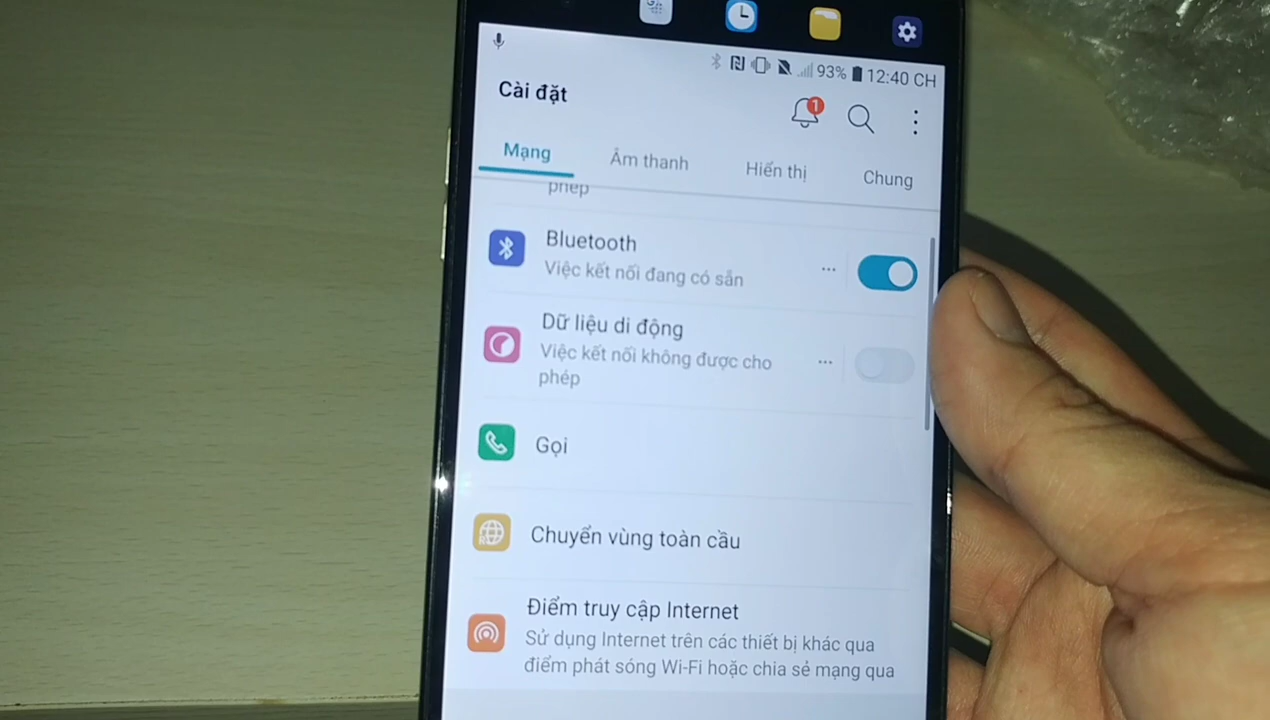 93% 12:40 CH
Cài đặt
1
Mạng Âm thanh Hiển thị Chung
phép
Bluetooth
Việc kết nối đang có sẵn
Dữ liệu di động
Việc kết nối không được cho
phép
Gọi
Chuyển vùng toàn cầu
Điểm truy cập Internet
Sử dụng Internet trên các thiết bị khác qua
điểm phát sóng Wi-Fi hoặc chia sẻ mạng qua